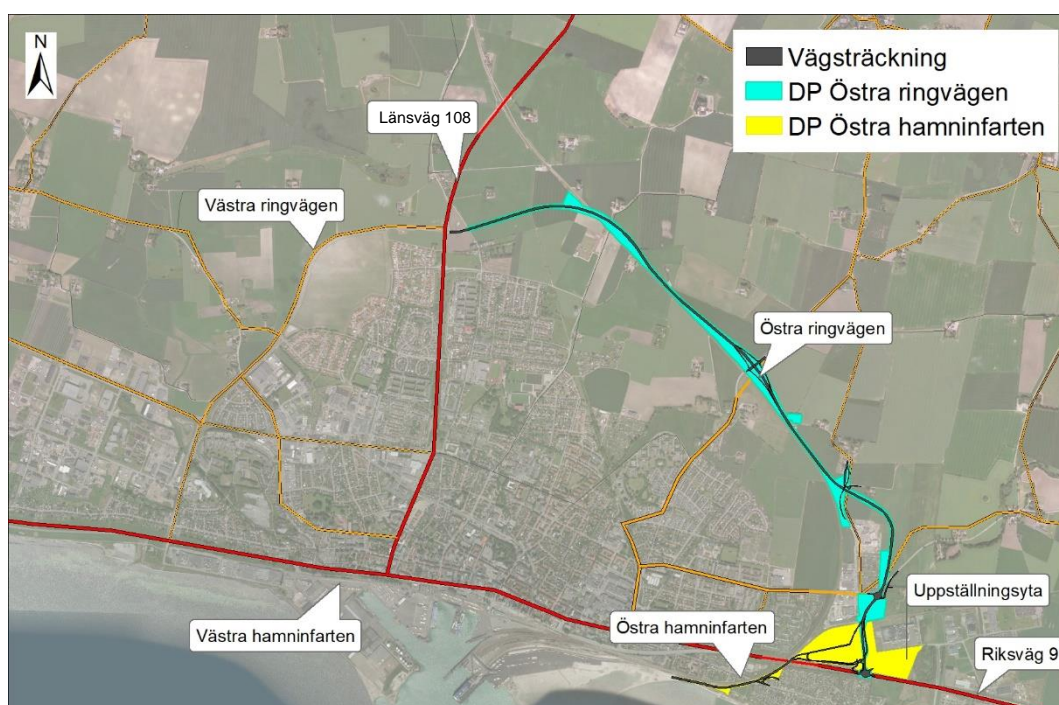 N
Vägsträckning
DP Östra ringvägen
DP Östra hamninfarten
Länsväg 108
Västra ringvägen
Östra ringvägen
Uppställningsyta
Östra hamninfarten
Västra hamninfarten
Riksväg 9